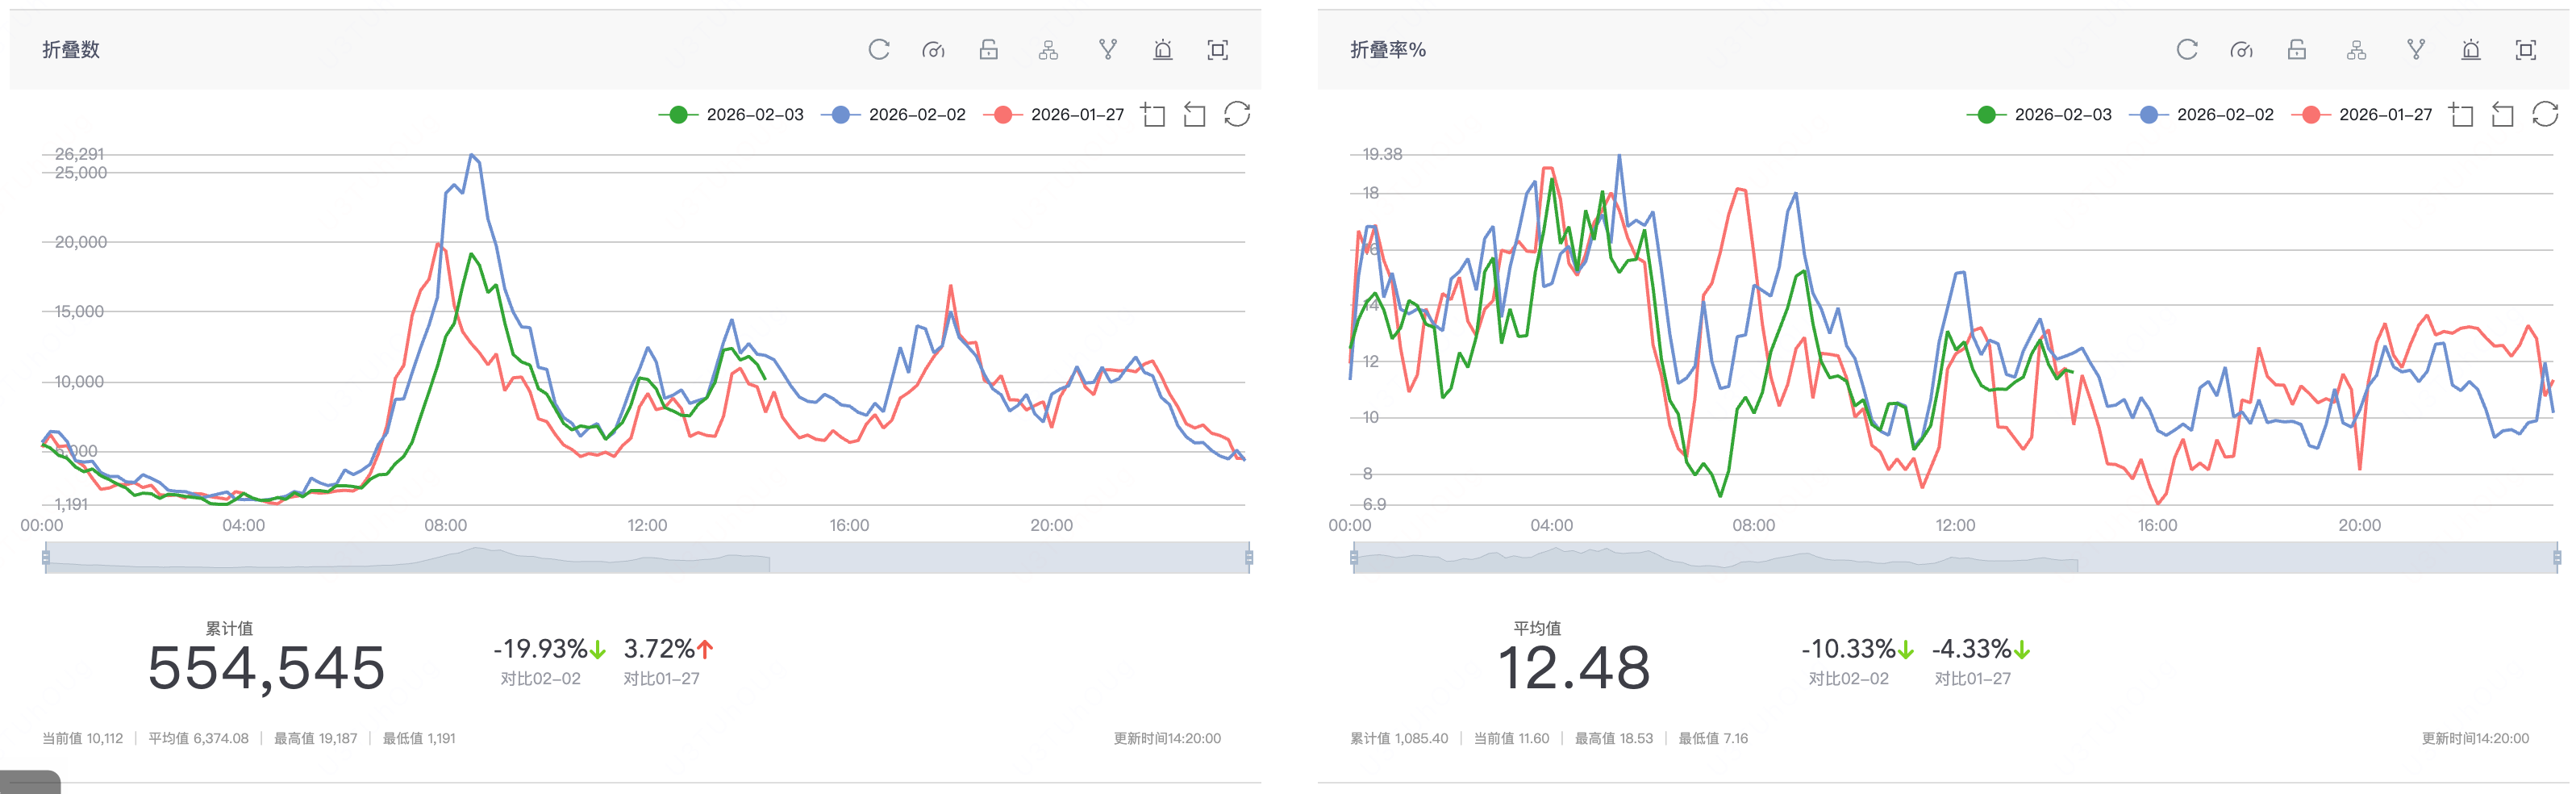 折叠数
2026-02-03 2026-02-02 2026-01-27
26,291
25,000
20,000
15,000
10,000
5,000
1,191
00:00 04:00 08:00 12:00 16:00 20:00
累计值
554,545
-19.93% 3.72%
对比02-02 对比01-27
当前值 10,112 | 平均值 6,374.08 | 最高值 19,187 | 最低值 1,191
更新时间14:20:00
折叠率%
2026-02-03 2026-02-02 2026-01-27
19.38
18
16
14
12
10
8
6.9
00:00 04:00 08:00 12:00 16:00 20:00
平均值
12.48
-10.33% -4.33%
对比02-02 对比01-27
累计值 1,085.40 | 当前值 11.60 | 最高值 18.53 | 最低值 7.16
更新时间14:20:00